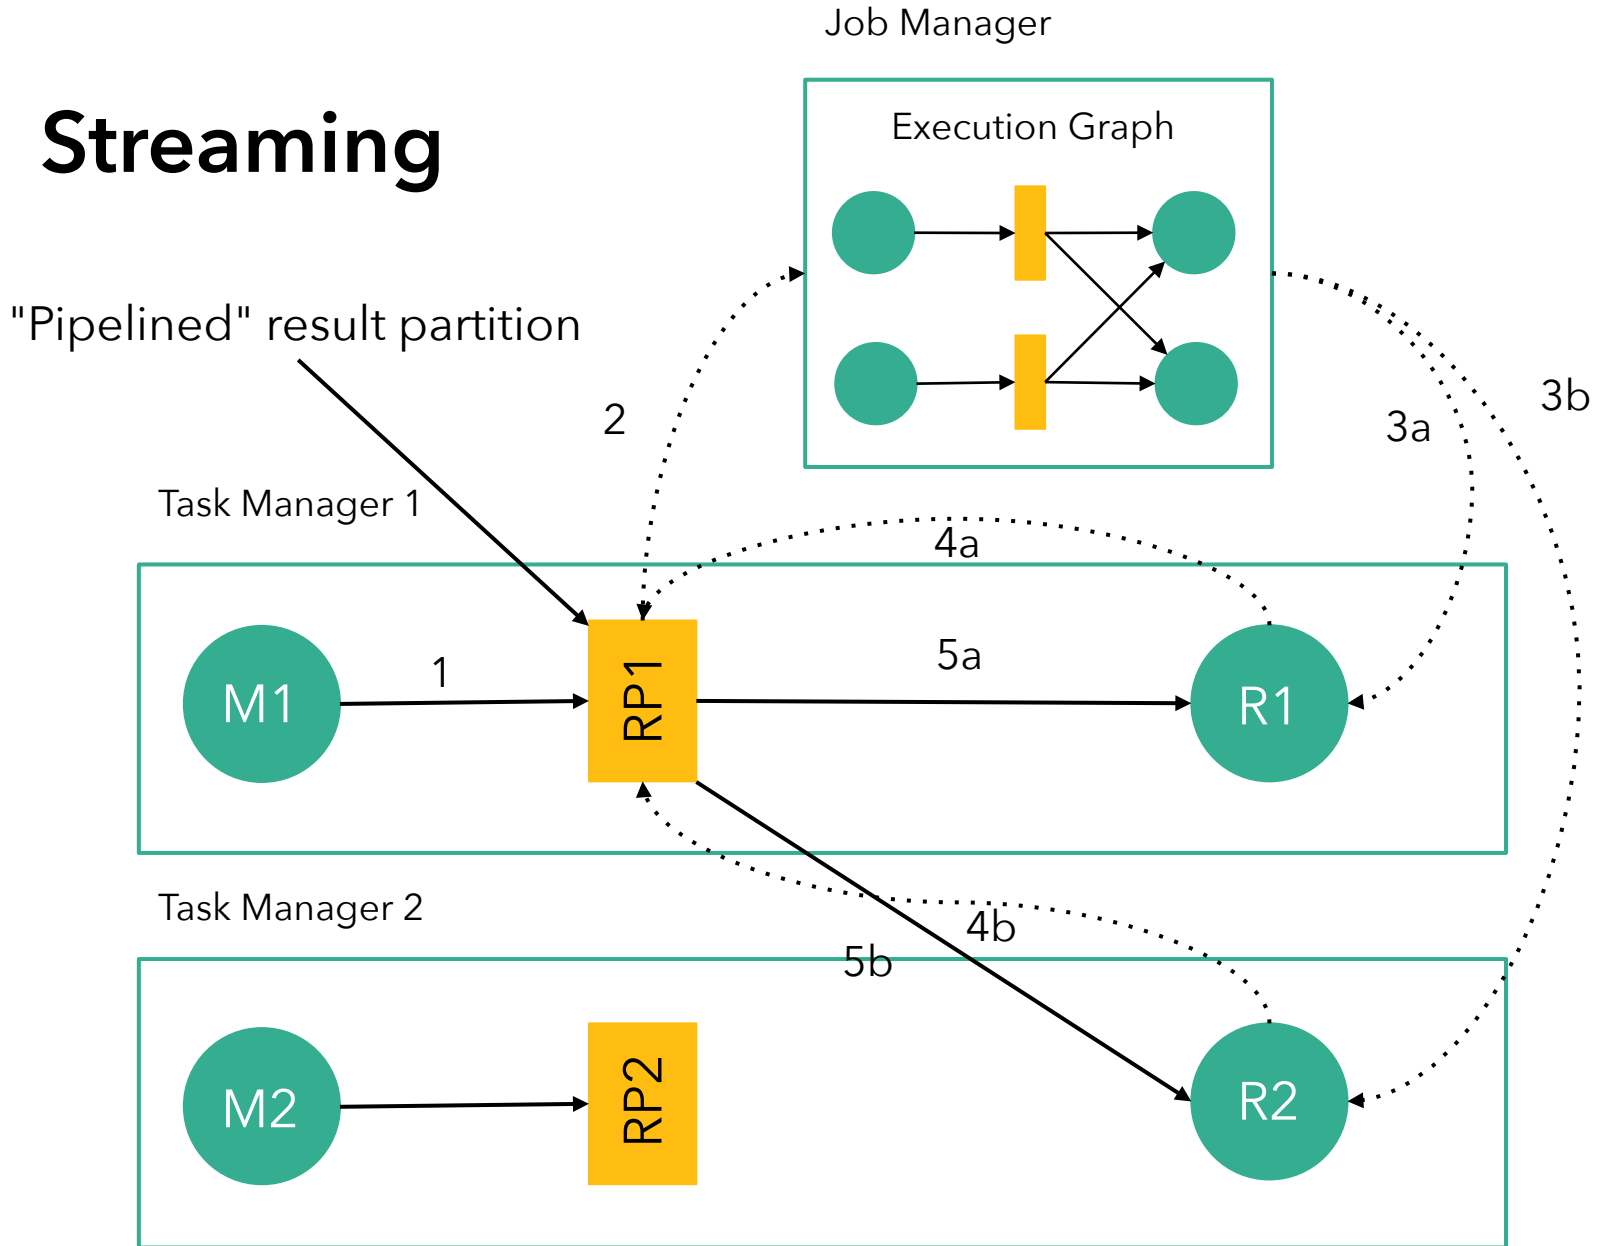 Job Manager
Streaming
Execution Graph
"Pipelined" result partition
2
3a
3b
Task Manager 1
4a
M1
1
RP1
5a
R1
Task Manager 2
4b
5b
M2
RP2
R2